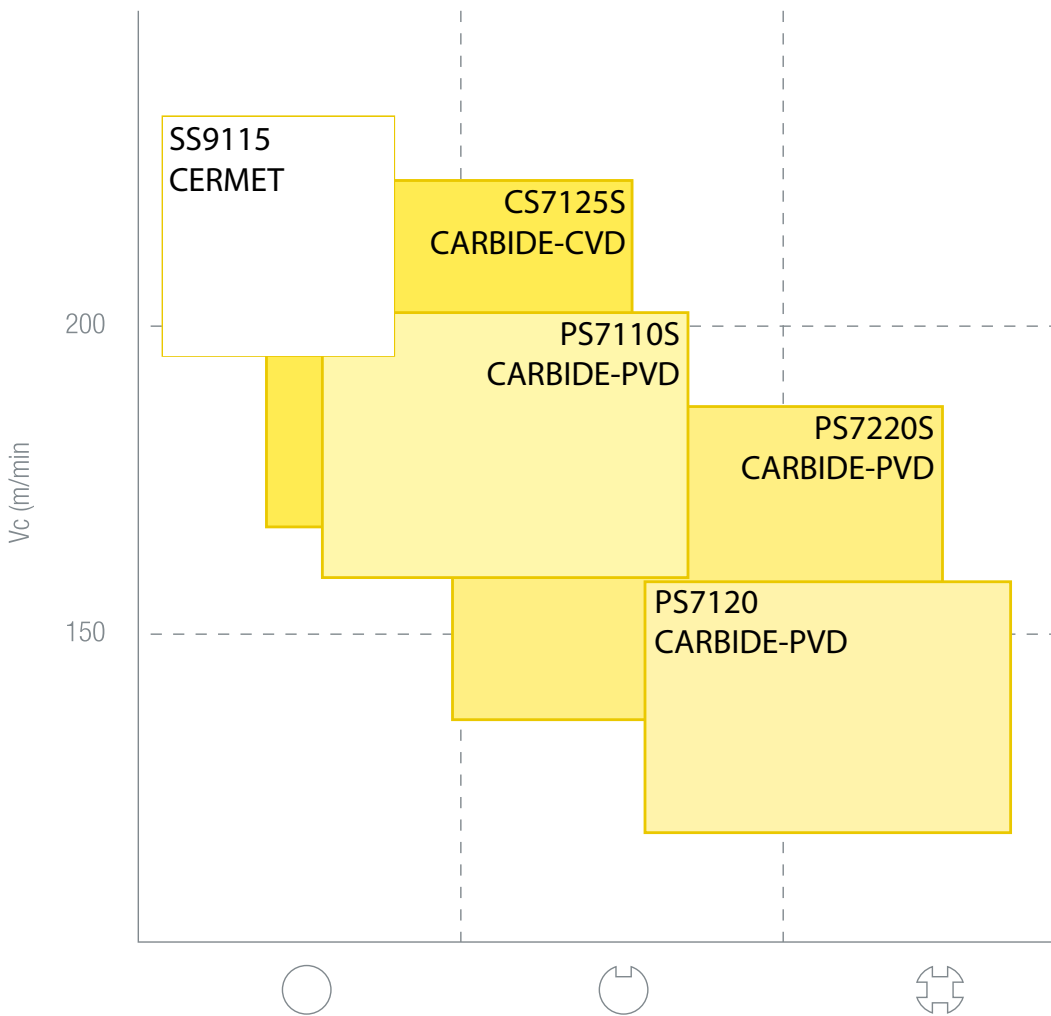 SS9115
CERMET
CS7125S
CARBIDE-CVD
200
PS7110S
CARBIDE-PVD
PS7220S
CARBIDE-PVD
Vc (m/min
PS7120
CARBIDE-PVD
150